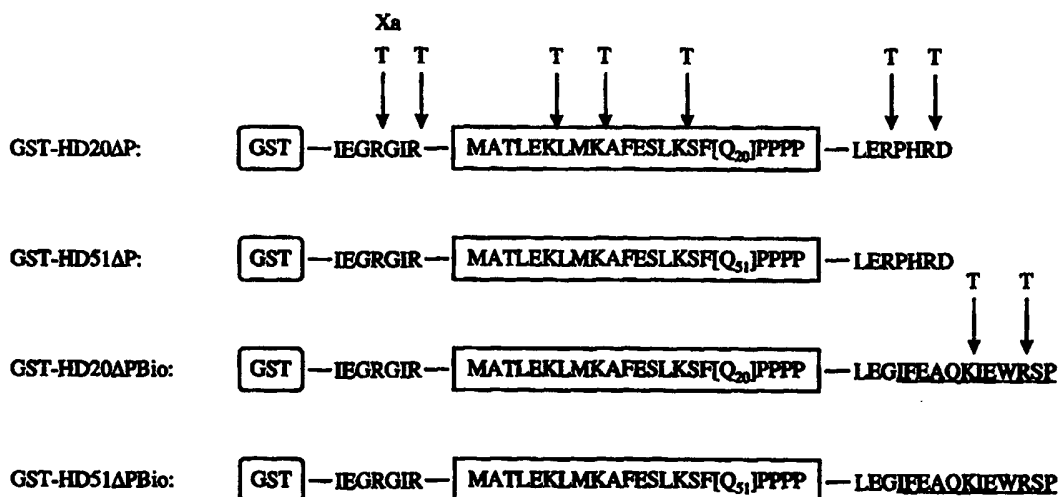 Xa
T T T T T T T
GST-HD20ΔP: GST IEGRGIR MATLEKLMKAFESLKSF[Q20]PPPP LERPHRD
GST-HD51ΔP: GST IEGRGIR MATLEKLMKAFESLKSF[Q51]PPPP LERPHRD
T T
GST-HD20ΔPBio: GST IEGRGIR MATLEKLMKAFESLKSF[Q20]PPPP LEGIFEAQKIEWRSP
GST-HD51ΔPBio: GST IEGRGIR MATLEKLMKAFESLKSF[Q51]PPPP LEGIFEAQKIEWRSP